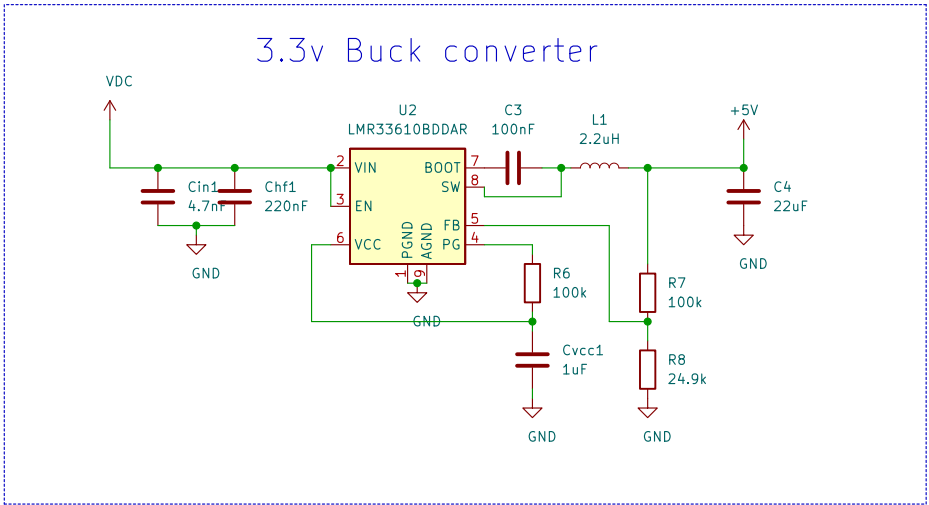 3.3v Buck converter
VDC
U2
LMR33610BDDAR
C3
100nF
L1
2.2uH
+5V
2
VIN
BOOT
7
SW
8
3
EN
FB
5
6
VCC
PG
4
PGND
AGND
1
9
GND
Cin1
4.7nF
Chf1
220nF
GND
R6
100k
Cvcc1
1uF
GND
R7
100k
R8
24.9k
GND
C4
22uF
GND